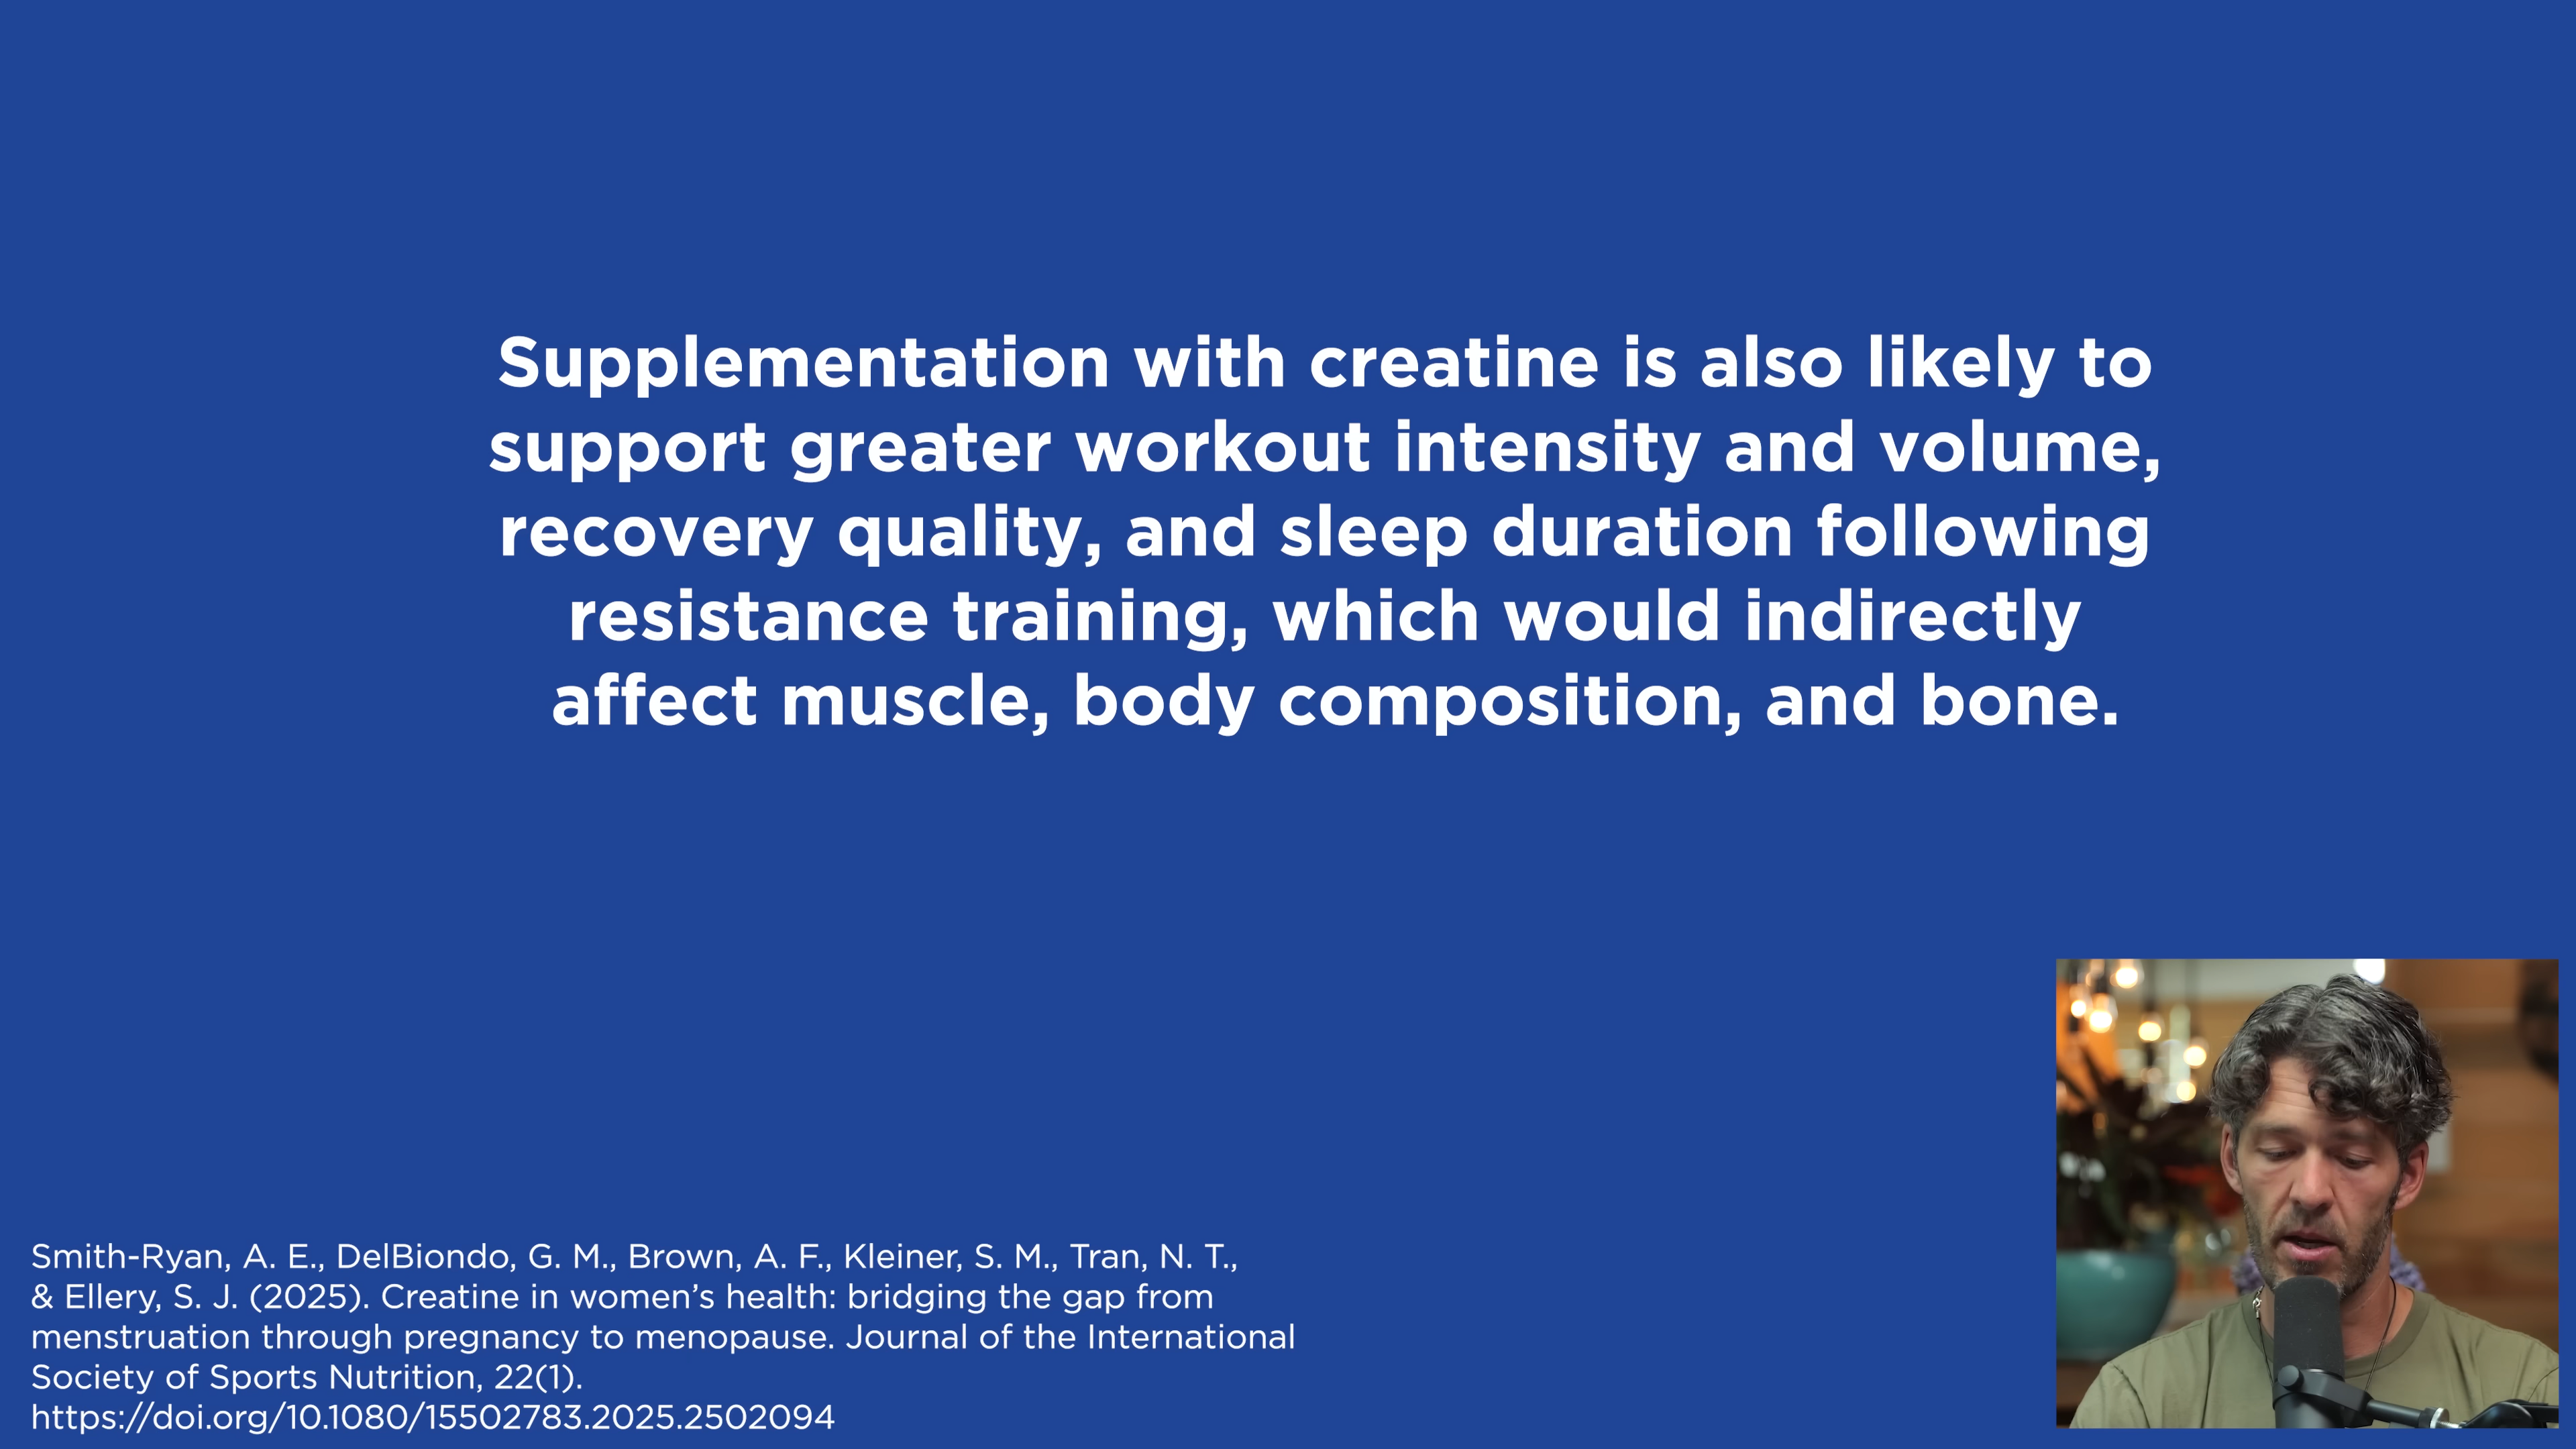 Supplementation with creatine is also likely to
support greater workout intensity and volume,
recovery quality, and sleep duration following
resistance training, which would indirectly
affect muscle, body composition, and bone.
Smith-Ryan, A. E., DelBiondo, G. M., Brown, A. F., Kleiner, S. M., Tran, N. T.,
& Ellery, S. J. (2025). Creatine in women’s health: bridging the gap from
menstruation through pregnancy to menopause. Journal of the International
Society of Sports Nutrition, 22(1).
https://doi.org/10.1080/15502783.2025.2502094